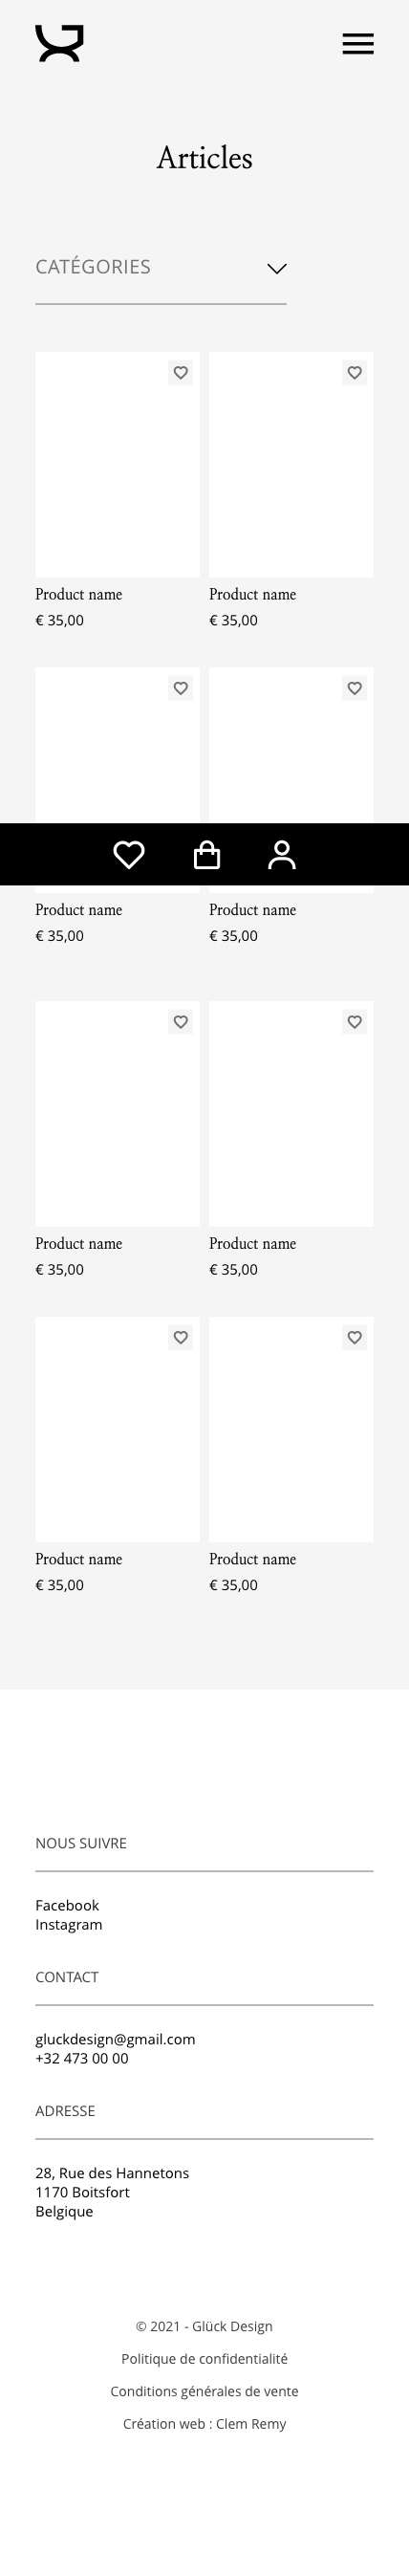 Articles
CATÉGORIES
Product name
Product name
€ 35,00
€ 35,00
Product name
Product name
€ 35,00
€ 35,00
Product name
Product name
€ 35,00
€ 35,00
Product name
Product name
€ 35,00
€ 35,00
NOUS SUIVRE
Facebook
Instagram
CONTACT
gluckdesign@gmail.com
+32 473 00 00
ADRESSE
28, Rue des Hannetons
1170 Boitsfort
Belgique
© 2021 - Glück Design
Politique de confidentialité
Conditions générales de vente
Création web : Clem Remy